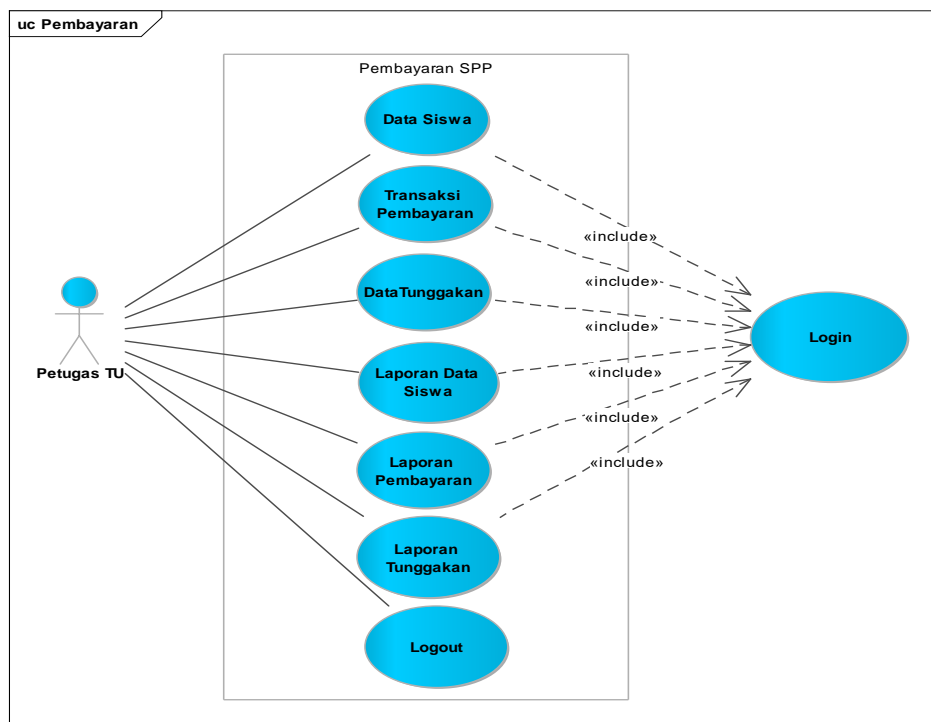 uc Pembayaran
Pembayaran SPP
Data Siswa
Transaksi
Pembayaran
DataTunggakan
Laporan Data
Siswa
Laporan
Pembayaran
Laporan
Tunggakan
Logout
Petugas TU
«include»
«include»
«include»
«include»
«include»
«include»
Login